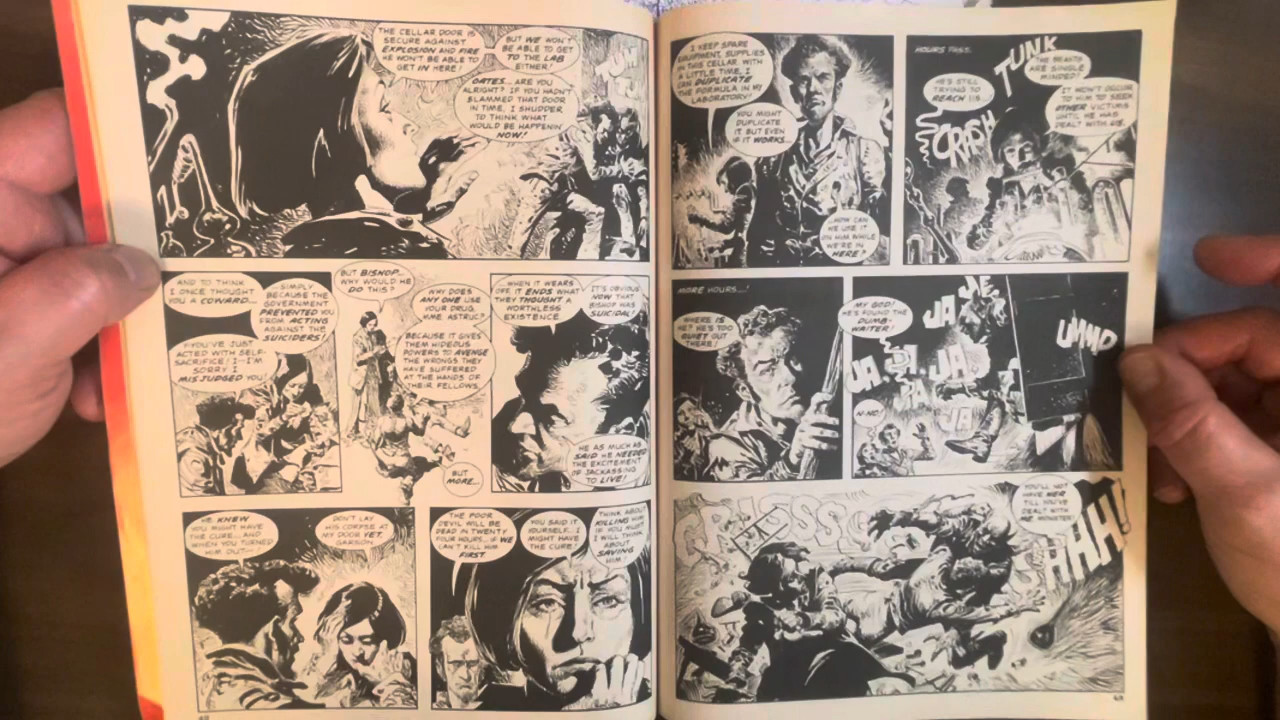 THE CELLAR DOOR IS
SECURE AGAINST
EXPLOSION AND FIRE
HE WON'T BE ABLE TO
GET IN HERE!
BUT WE WON'T
BE ABLE TO GET
TO THE LAB
EITHER!
OATES... ARE YOU
ALRIGHT? IF YOU HADN'T
SLAMMED THAT DOOR
IN TIME, I SHUDDER
TO THINK WHAT
WOULD BE HAPPENIN'
NOW!
AND TO THINK
I ONCE THOUGHT
YOU A COWARD...
SIMPLY
BECAUSE THE
GOVERNMENT
PREVENTED YOU
FROM ACTING
AGAINST THE
SUICIDERS!
YOU'VE JUST
ACTED WITH SELF-
SACRIFICE! I--I'M
SORRY I
MISJUDGED YOU!
BUT BISHOP...
WHY WOULD HE
DO THIS?
WHY DOES
ANY ONE USE
YOUR DRUG,
MME. ASTRUC?
BECAUSE IT GIVES
THEM HIDEOUS
POWERS TO AVENGE
THE WRONGS THEY
HAVE SUFFERED
AT THE HANDS OF
THEIR FELLOWS.
BUT
MORE...
WHEN IT WEARS
OFF, IT ENDS WHAT
THEY THOUGHT A
WORTHLESS
EXISTENCE.
IT'S OBVIOUS
NOW THAT
BISHOP WAS
SUICIDAL!
HE AS MUCH AS
SAID HE NEEDED
THE EXCITEMENT
OF JACKASSING
TO LIVE!
HE KNEW
YOU MIGHT HAVE
THE CURE... AND
WHEN YOU TURNED
HIM OUT--
DON'T LAY
HIS CORPSE AT
MY DOOR YET,
CARSON.
THE POOR
DEVIL WILL BE
DEAD IN TWENTY
FOUR HOURS... IF WE
CAN'T KILL HIM
FIRST.
YOU SAID IT
YOURSELF... I
MIGHT HAVE
THE CURE!
THINK ABOUT
KILLING HIM
IF YOU MUST.
I WILL THINK
ABOUT
SAVING
HIM!
48
I KEEP SPARE
EQUIPMENT, SUPPLIES
IN THIS CELLAR. WITH
A LITTLE TIME, I
CAN DUPLICATE
THE FORMULA IN MY
LABORATORY!
YOU MIGHT
DUPLICATE
IT. BUT EVEN
IF IT WORKS...
...HOW CAN
WE USE IT
ON HIM WHILE
WE'RE IN
HERE?
HOURS PASS.
TUNK
HE'S STILL
TRYING TO
REACH US.
THE BEASTS
ARE SINGLE
MINDED!
IT WON'T OCCUR
TO HIM TO SEEK
OTHER VICTIMS
UNTIL HE HAS
DEALT WITH US.
CRASH
MORE HOURS...!
WHERE IS
HE? HE'S TOO
QUIET OUT
THERE!
MY GOD!
HE'S FOUND THE
DUMB-
WAITER!
JA JE,
JA, JA
JA
JA
UMMP
N-NO!
YOU'LL NOT
HAVE HER
TILL YOU'VE
DEALT WITH
ME, MONSTER!
HHH!
49